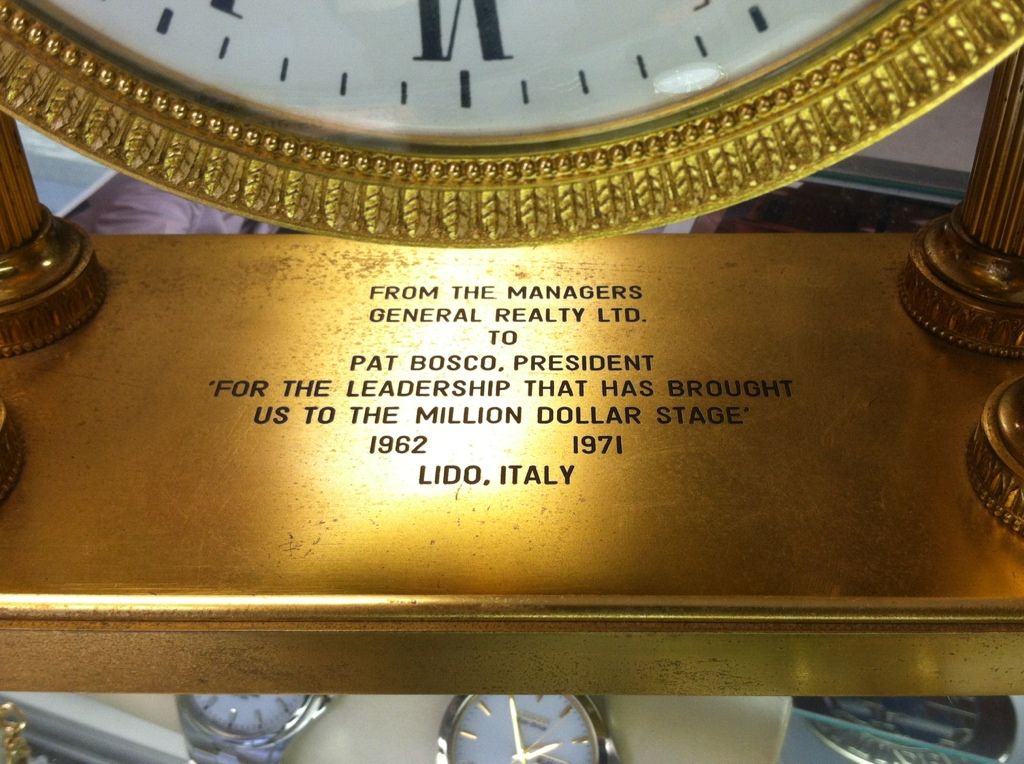 VI
FROM THE MANAGERS
GENERAL REALTY LTD.
TO
PAT BOSCO, PRESIDENT
"FOR THE LEADERSHIP THAT HAS BROUGHT
US TO THE MILLION DOLLAR STAGE"
1962 1971
LIDO, ITALY